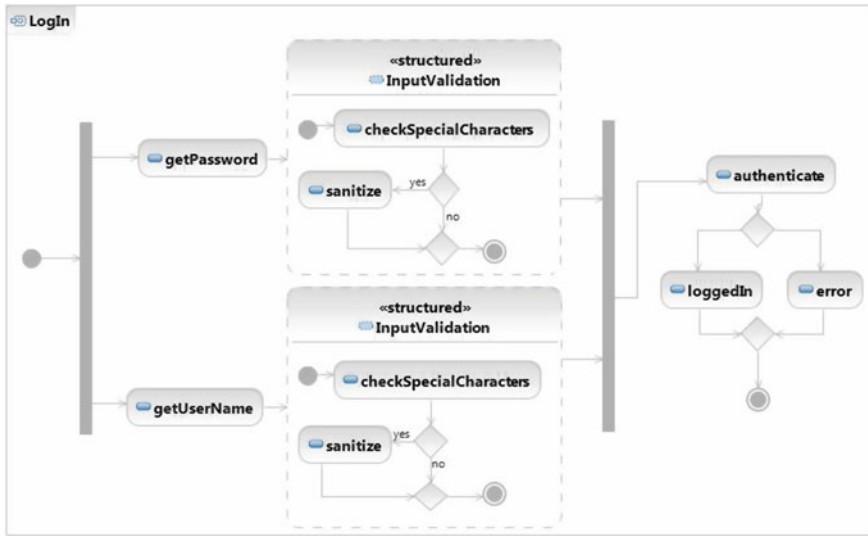 LogIn
«structured»
InputValidation
checkSpecialCharacters
getPassword
sanitize
yes
no
authenticate
loggedIn
error
«structured»
InputValidation
checkSpecialCharacters
getUserName
sanitize
yes
no